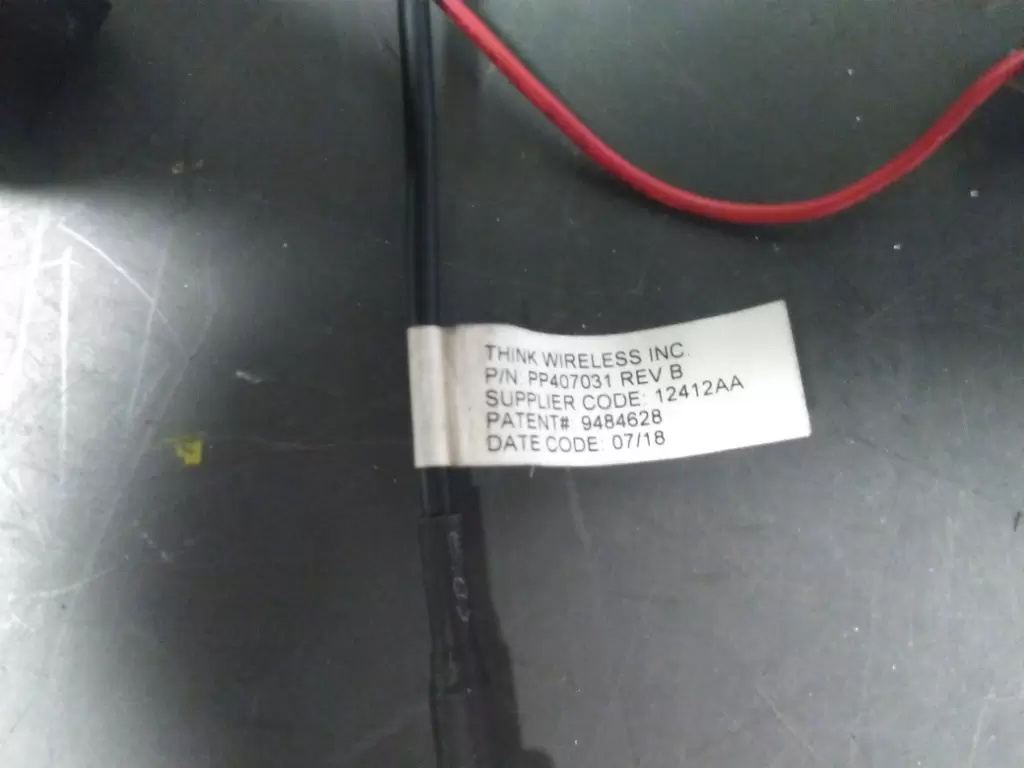 THINK WIRELESS INC.
P/N. PP407031 REV B
SUPPLIER CODE: 12412AA
PATENT# 9484628
DATE CODE: 07/18